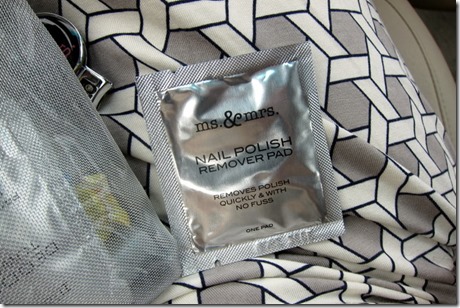 ms.&mrs.
NAIL POLISH
REMOVER PAD
REMOVES POLISH
QUICKLY & WITH
NO FUSS
ONE PAD